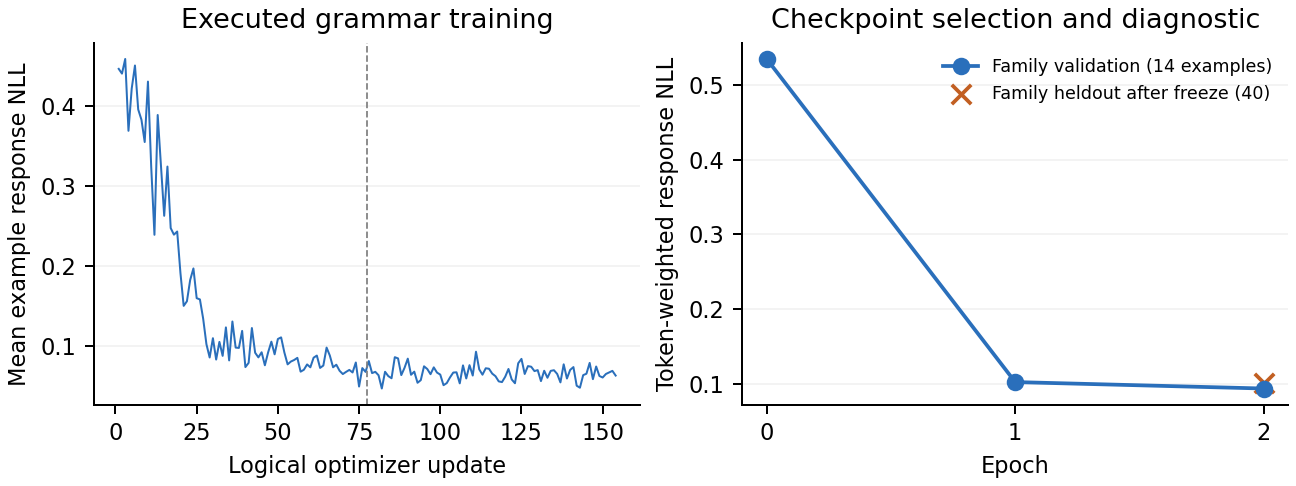 Executed grammar training
Mean example response NLL
0.4
0.3
0.2
0.1
0 25 50 75 100 125 150
Logical optimizer update
Checkpoint selection and diagnostic
Token-weighted response NLL
Family validation (14 examples)
Family heldout after freeze (40)
0.5
0.4
0.3
0.2
0.1
0 1 2
Epoch